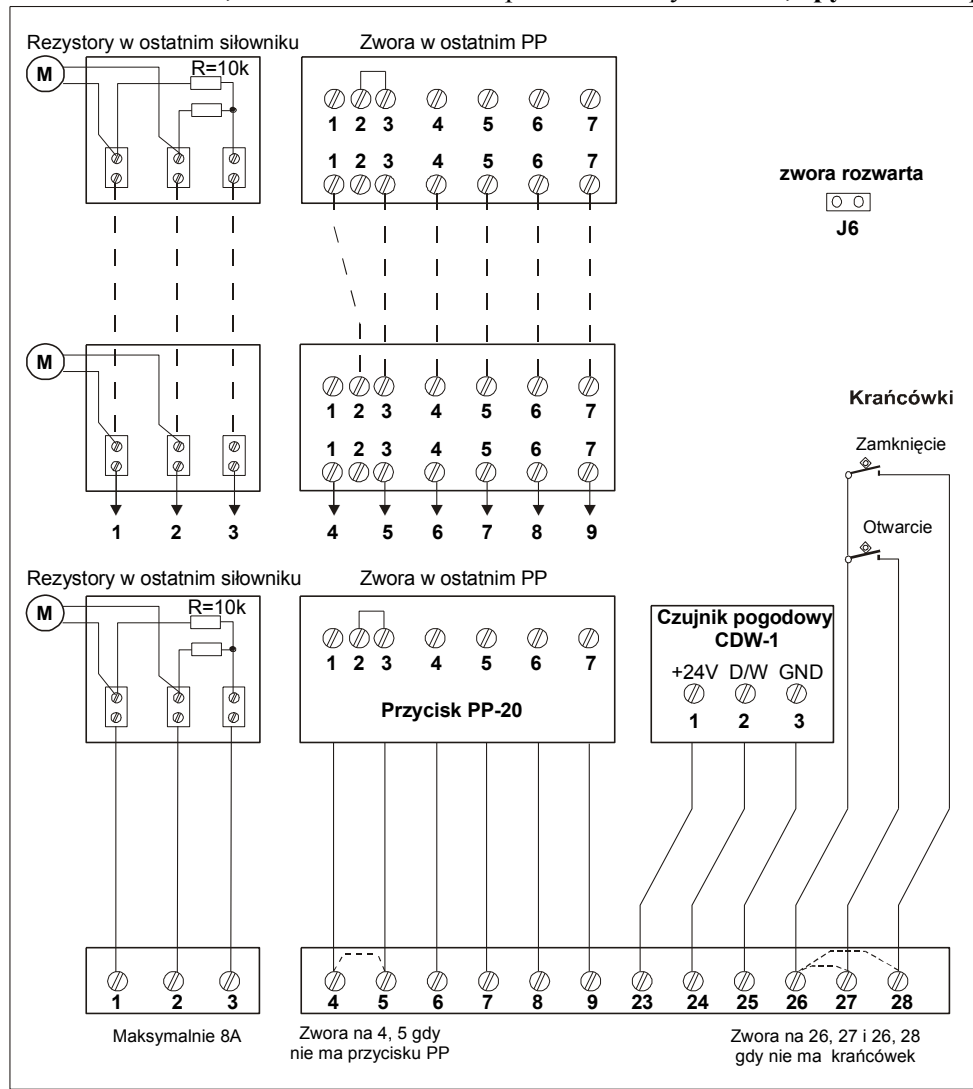 Rezystory w ostatnim siłowniku
Zwora w ostatnim PP
M
R=10k
1 2 3 4 5 6 7
1 2 3 4 5 6 7
zwora rozwarta
J6
M
1 2 3 4 5 6 7
1 2 3 4 5 6 7
1 2 3 4 5 6 7 8 9
Krańcówki
Zamknięcie
Otwarcie
Rezystory w ostatnim siłowniku
Zwora w ostatnim PP
M
R=10k
1 2 3 4 5 6 7
Przycisk PP-20
Czujnik pogodowy
CDW-1
+24V D/W GND
1 2 3
1 2 3 4 5 6 7 8 9 23 24 25 26 27 28
Maksymalnie 8A
Zwora na 4, 5 gdy
nie ma przycisku PP
Zwora na 26, 27 i 26, 28
gdy nie ma krańcówek